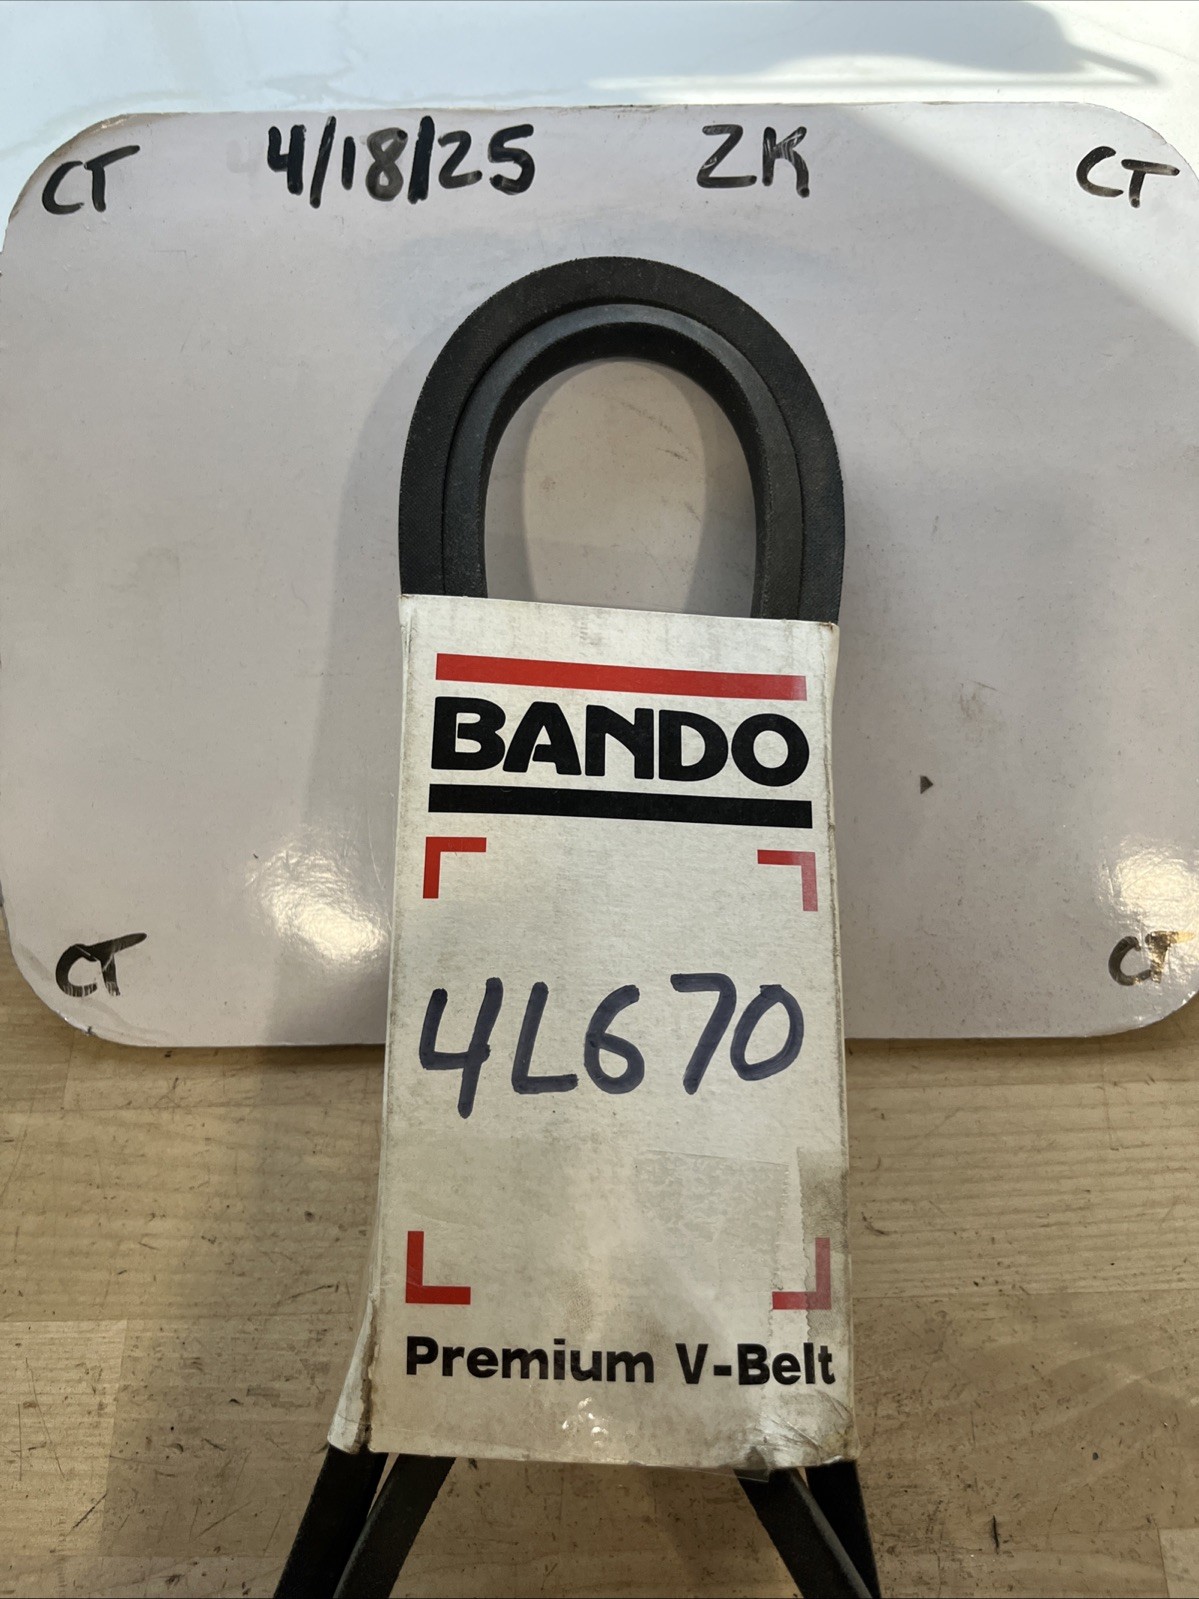 CT 4/18/25 ZK CT
BANDO
CT CT
4L670
Premium V-Belt